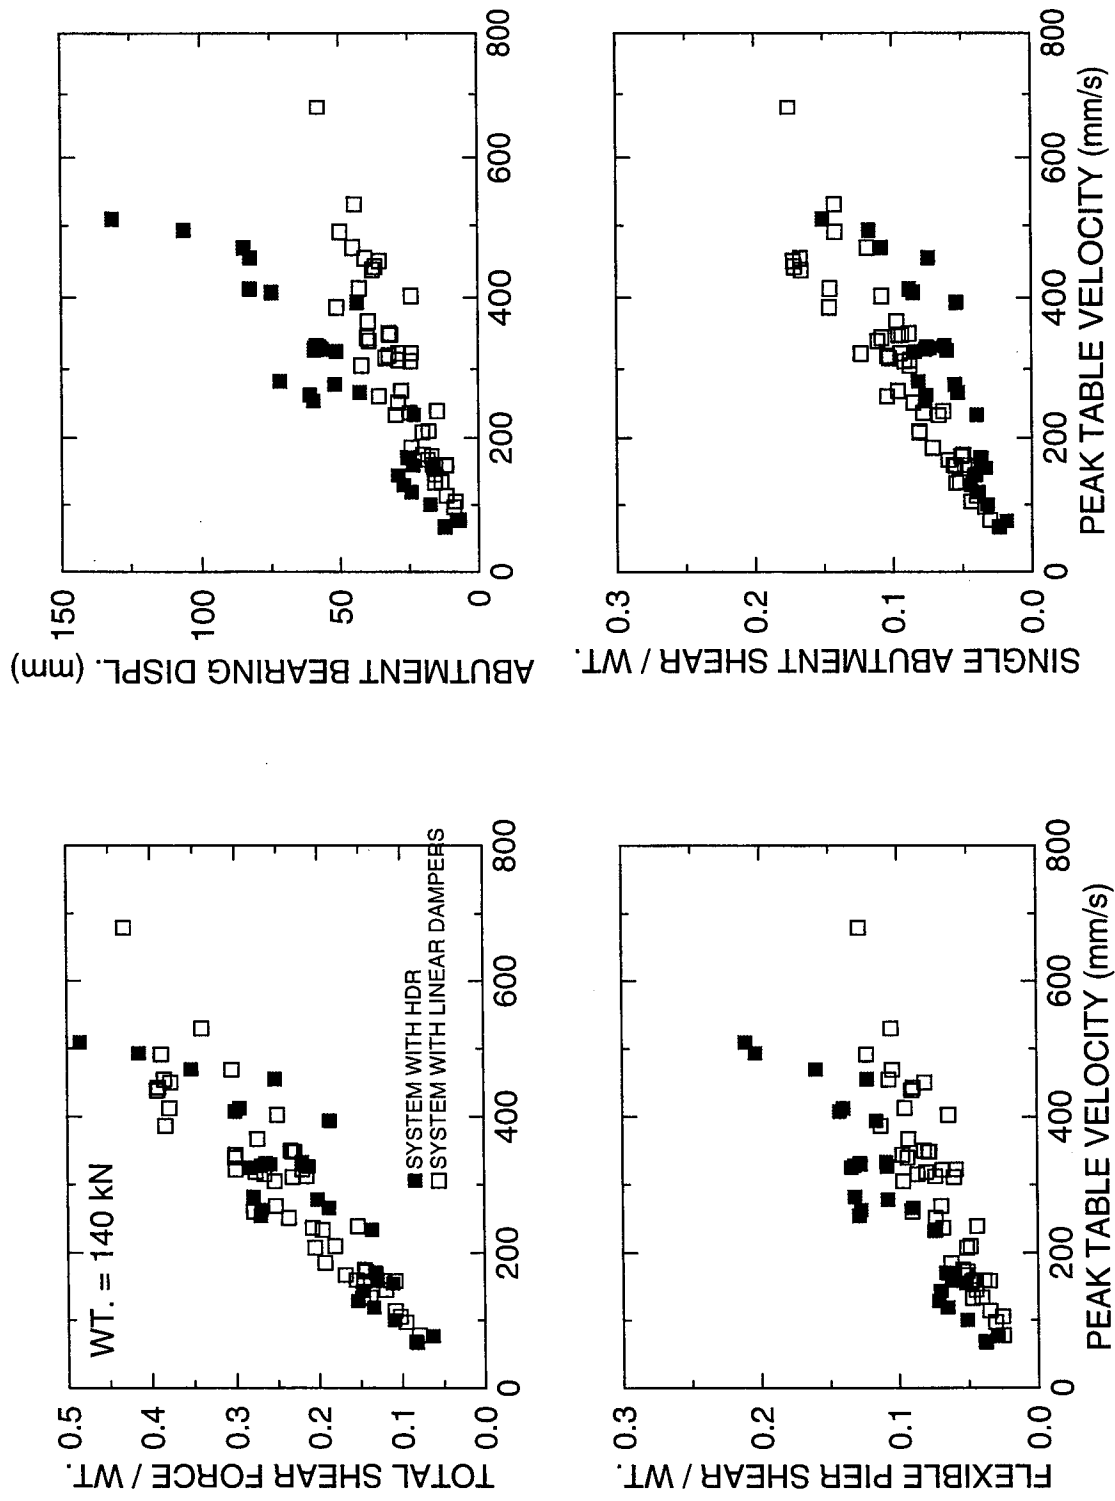 TOTAL SHEAR FORCE / WT.
0.5
0.4
0.3
0.2
0.1
0.0
WT. = 140 kN
SYSTEM WITH HDR
SYSTEM WITH LINEAR DAMPERS
0 200 400 600 800
ABUTMENT BEARING DISPL. (mm)
150
100
50
0
0 200 400 600 800
FLEXIBLE PIER SHEAR / WT.
0.3
0.2
0.1
0.0
0 200 400 600 800
PEAK TABLE VELOCITY (mm/s)
SINGLE ABUTMENT SHEAR / WT.
0.3
0.2
0.1
0.0
0 200 400 600 800
PEAK TABLE VELOCITY (mm/s)